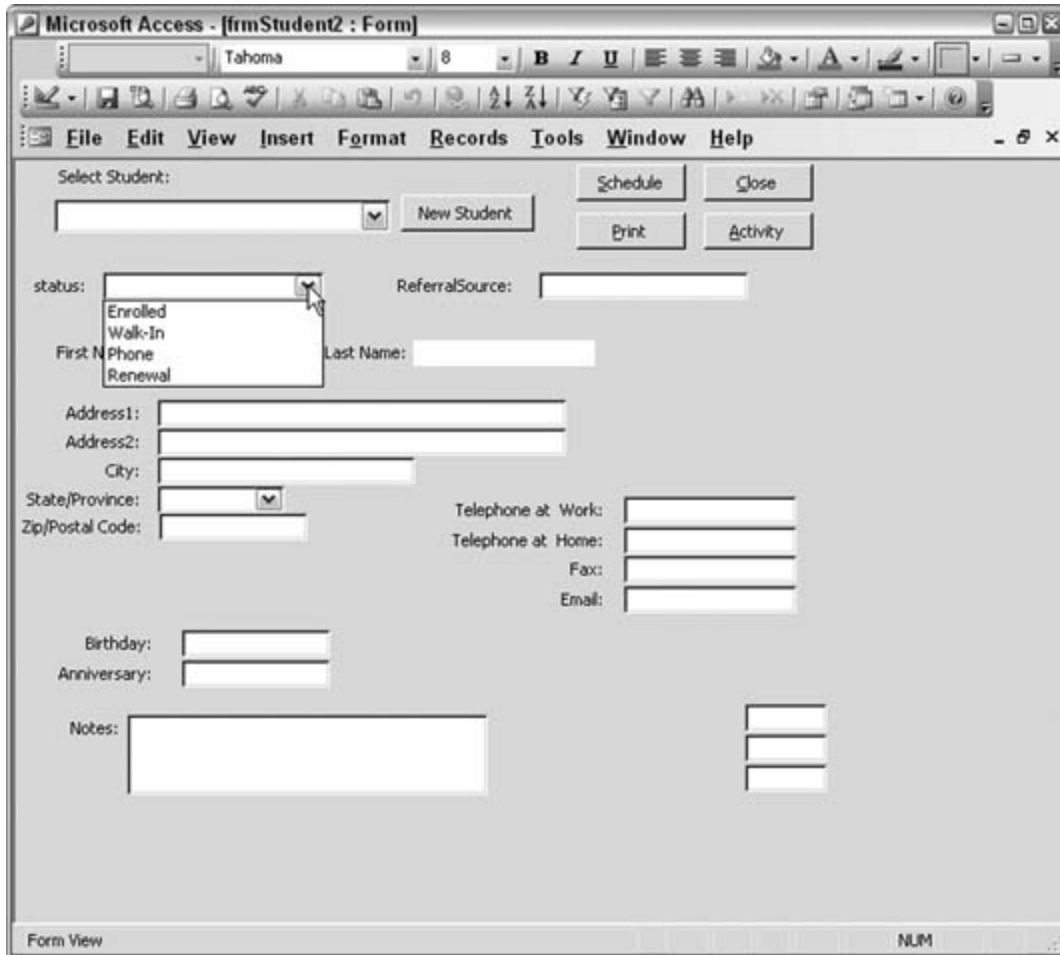 Microsoft Access - [frmStudent2 : Form]
Tahoma 8 B I U A
File Edit View Insert Format Records Tools Window Help
Select Student:
Schedule Close
New Student
Print Activity
status: ReferralSource:
Enrolled
Walk-In
First N Phone Last Name:
Renewal
Address1:
Address2:
City:
State/Province:
Zip/Postal Code:
Telephone at Work:
Telephone at Home:
Fax:
Email:
Birthday:
Anniversary:
Notes:
Form View NUM